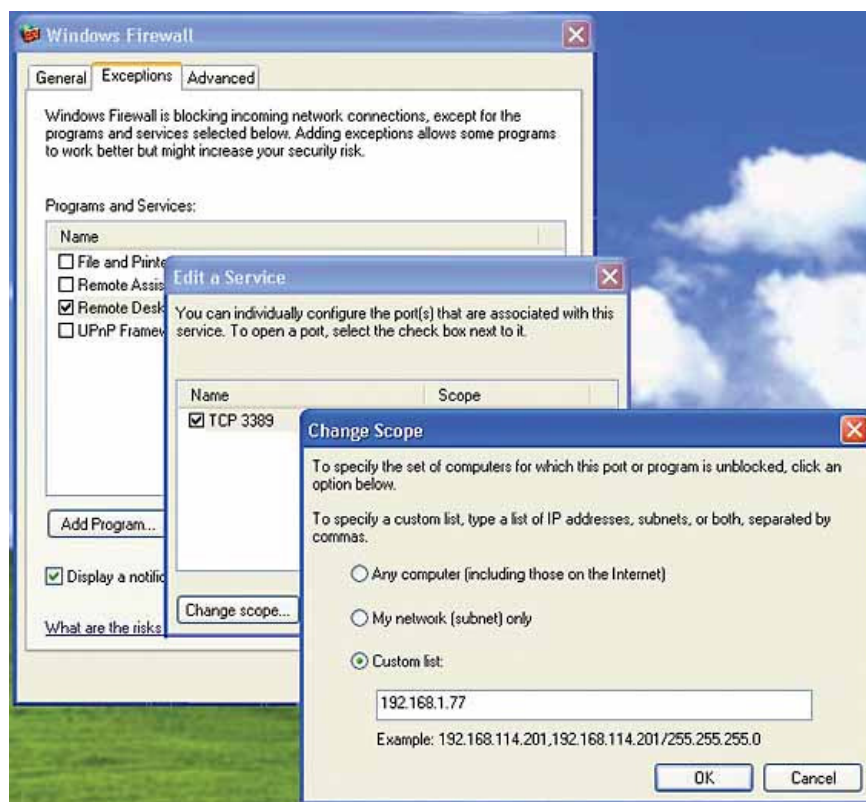 Windows Firewall
General Exceptions Advanced
Windows Firewall is blocking incoming network connections, except for the
programs and services selected below. Adding exceptions allows some programs
to work better but might increase your security risk.
Programs and Services:
Name
File and
Remote
Remote
UPnP
Add Program...
Display a
What are the risks
Edit a Service
You can individually configure the port(s) that are associated with this
service. To open a port, select the check box next to it.
Name Scope
TCP 3389
Change scope...
Change Scope
To specify the set of computers for which this port or program is unblocked, click an
option below.
To specify a custom list, type a list of IP addresses, subnets, or both, separated by
commas.
Any computer (including those on the Internet)
My network (subnet) only
Custom list:
192.168.1.77
Example: 192.168.114.201,192.168.114.201/255.255.255.0
OK Cancel